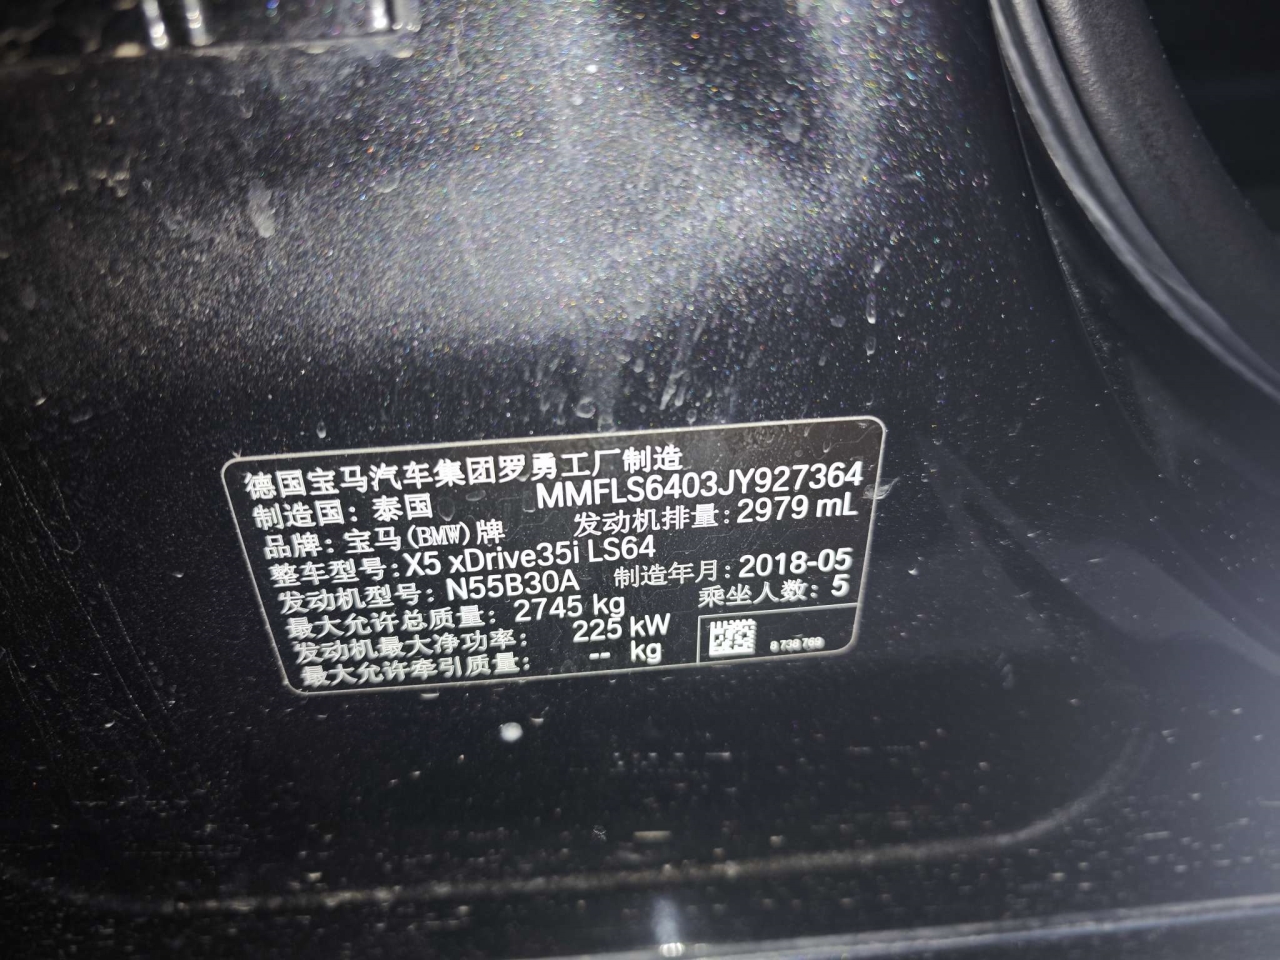 德国宝马汽车集团罗勇工厂制造
制造国：泰国 MMFLS6403JY927364
品牌：宝马(BMW)牌 发动机排量：2979 mL
整车型号：X5 xDrive35i LS64
发动机型号：N55B30A 制造年月：2018-05
最大允许总质量：2745 kg 乘坐人数：5
发动机最大净功率：225 kW
最大允许牵引质量：-- kg
8 738 769